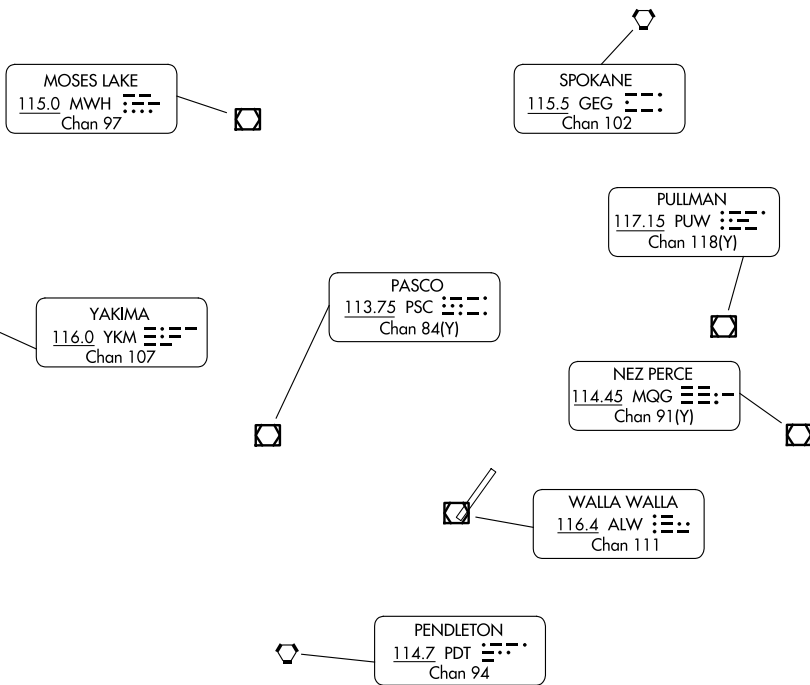 MOSES LAKE
115.0 MWH
Chan 97
SPOKANE
115.5 GEG
Chan 102
PULLMAN
117.15 PUW
Chan 118(Y)
PASCO
113.75 PSC
Chan 84(Y)
YAKIMA
116.0 YKM
Chan 107
NEZ PERCE
114.45 MQG
Chan 91(Y)
WALLA WALLA
116.4 ALW
Chan 111
PENDLETON
114.7 PDT
Chan 94